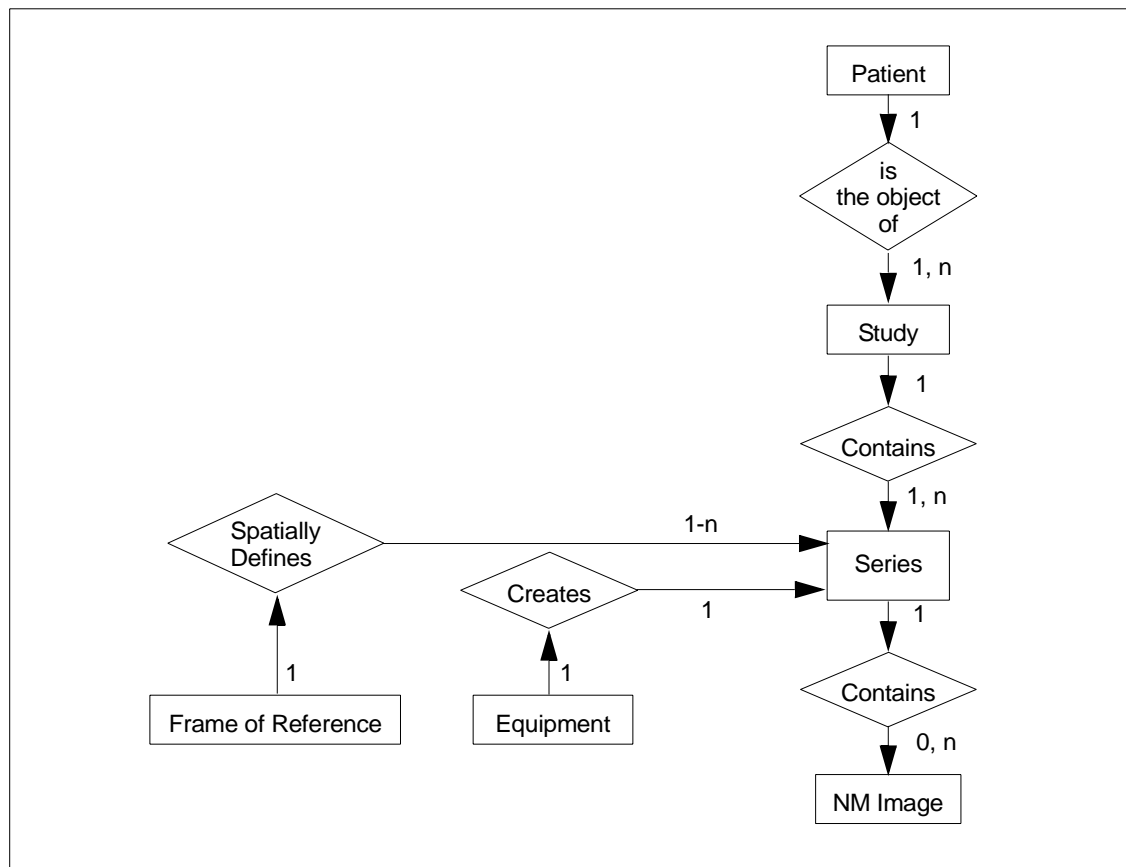 Patient
1
is
the object
of
1, n
Study
1
Contains
1, n
Spatially
Defines
1-n
Series
Creates
1
1
1
1
Contains
Frame of Reference
Equipment
0, n
NM Image